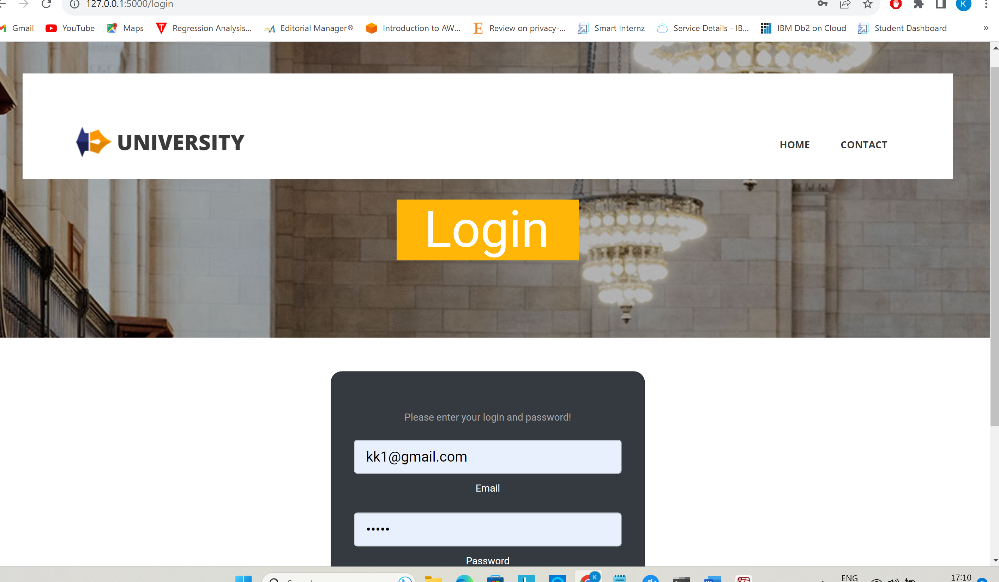 127.0.0.1:5000/login
K
Gmail YouTube Maps Regression Analysis... Editorial Manager® Introduction to AW... Review on privacy-... Smart Internz Service Details - IB... IBM Db2 on Cloud Student Dashboard »
UNIVERSITY
HOME CONTACT
Login
Please enter your login and password!
kk1@gmail.com
Email
•••••
Password
K
ENG
17:10